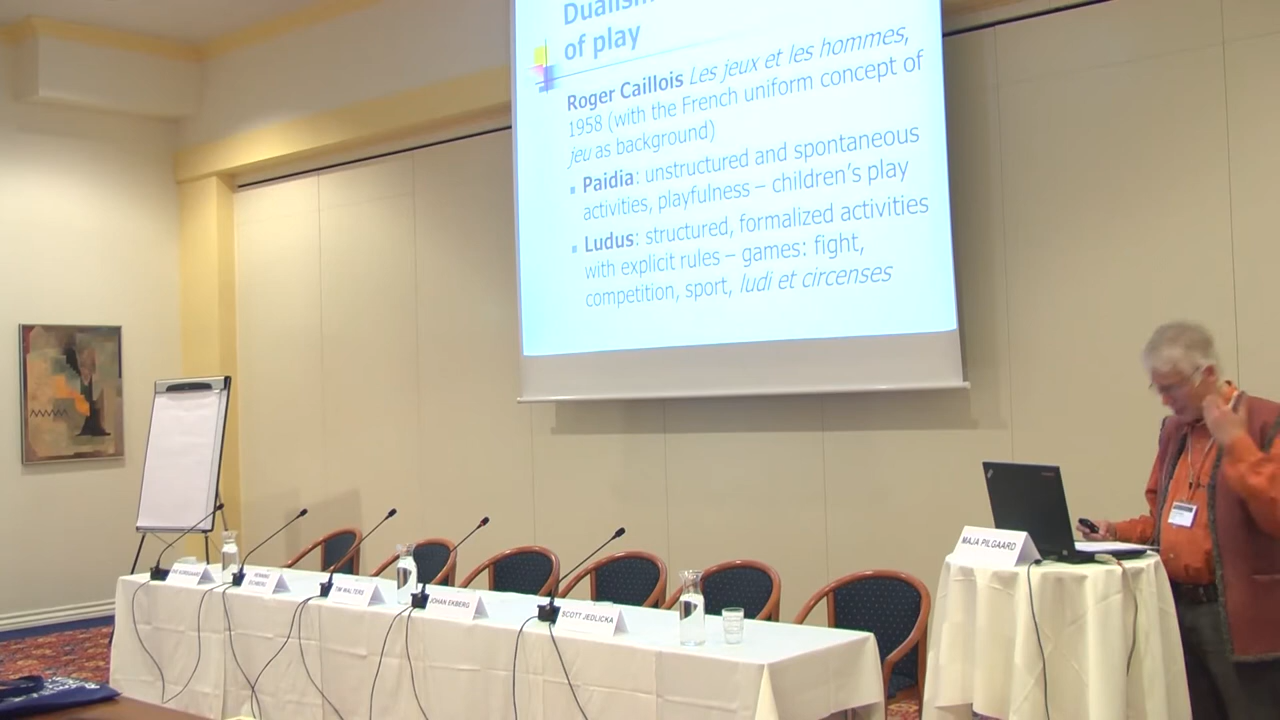 Dualism
of play
Roger Caillois Les jeux et les hommes,
1958 (with the French uniform concept of
jeu as background)
▪ Paidia: unstructured and spontaneous
activities, playfulness – children's play
▪ Ludus: structured, formalized activities
with explicit rules – games: fight,
competition, sport, ludi et circenses
MAJA PILGAARD
HENNING
EICHBERG
TIM WALTERS
JOHAN EKBERG
SCOTT JEDLICKA